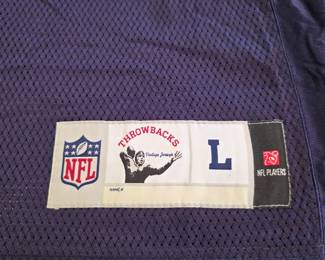 NFL
THROWBACKS
Vintage Jerseys
L
NFL PLAYERS